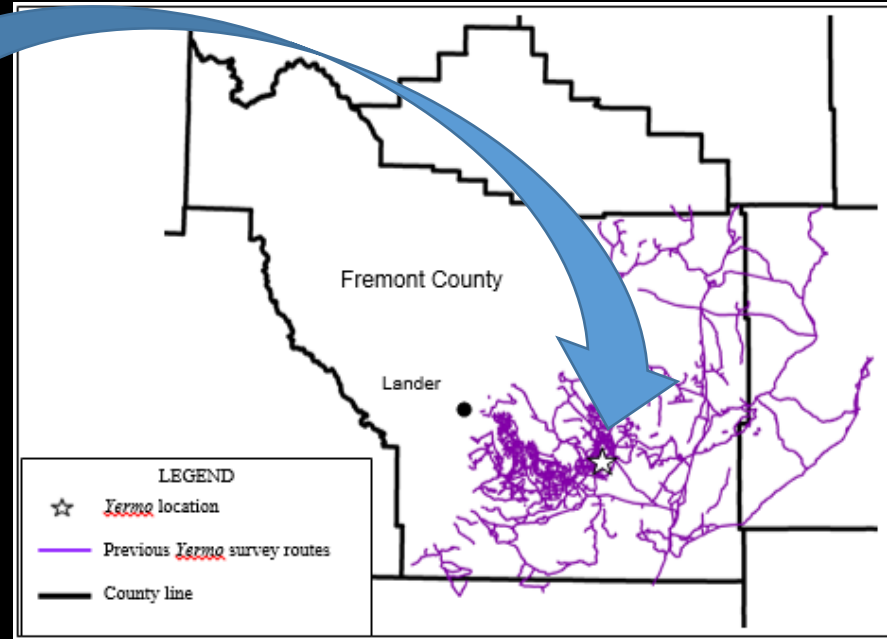 Fremont County
Lander
LEGEND
Yermo location
Previous Yermo survey routes
County line